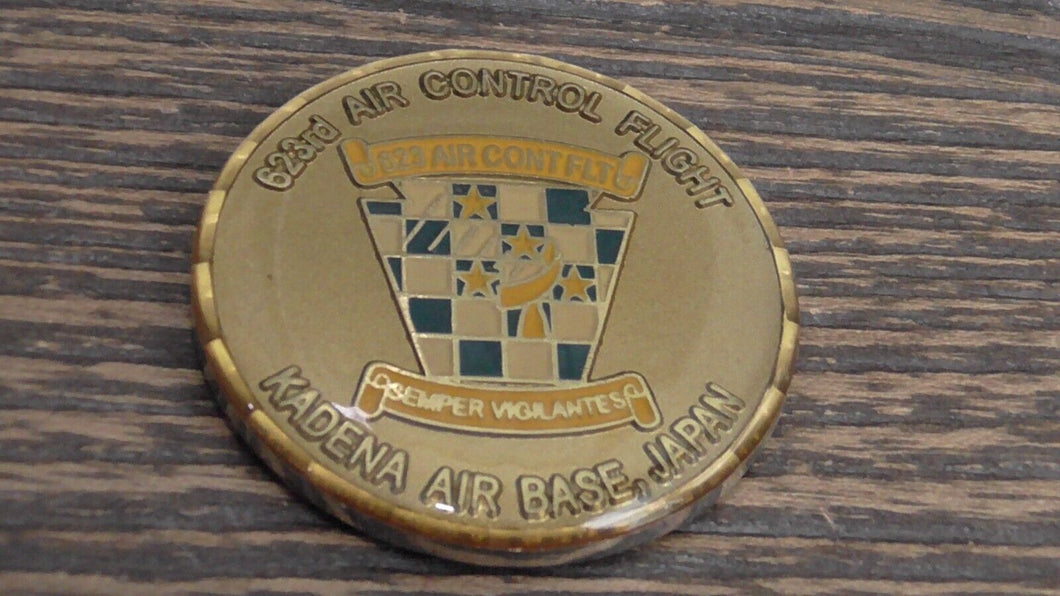 623rd AIR CONTROL FLIGHT
623 AIR CONT FLT
SEMPER VIGILANTES
KADENA AIR BASE, JAPAN